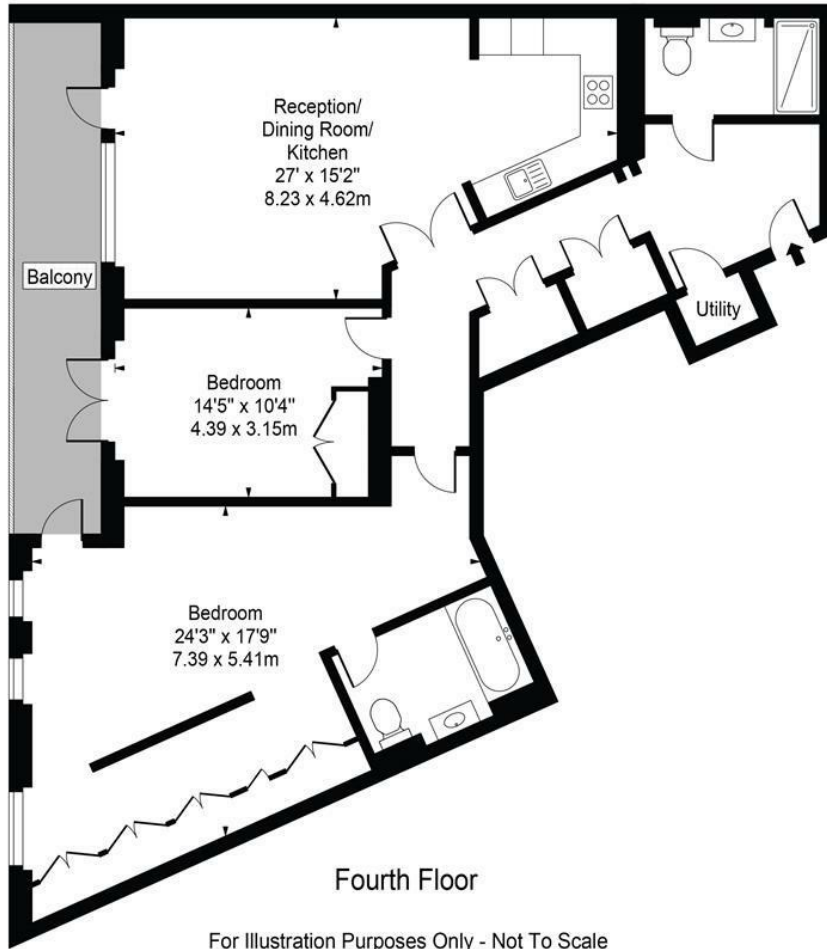 Reception/
Dining Room/
Kitchen
27' x 15'2"
8.23 x 4.62m
Balcony
Utility
Bedroom
14'5" x 10'4"
4.39 x 3.15m
Bedroom
24'3" x 17'9"
7.39 x 5.41m
Fourth Floor
For Illustration Purposes Only - Not To Scale